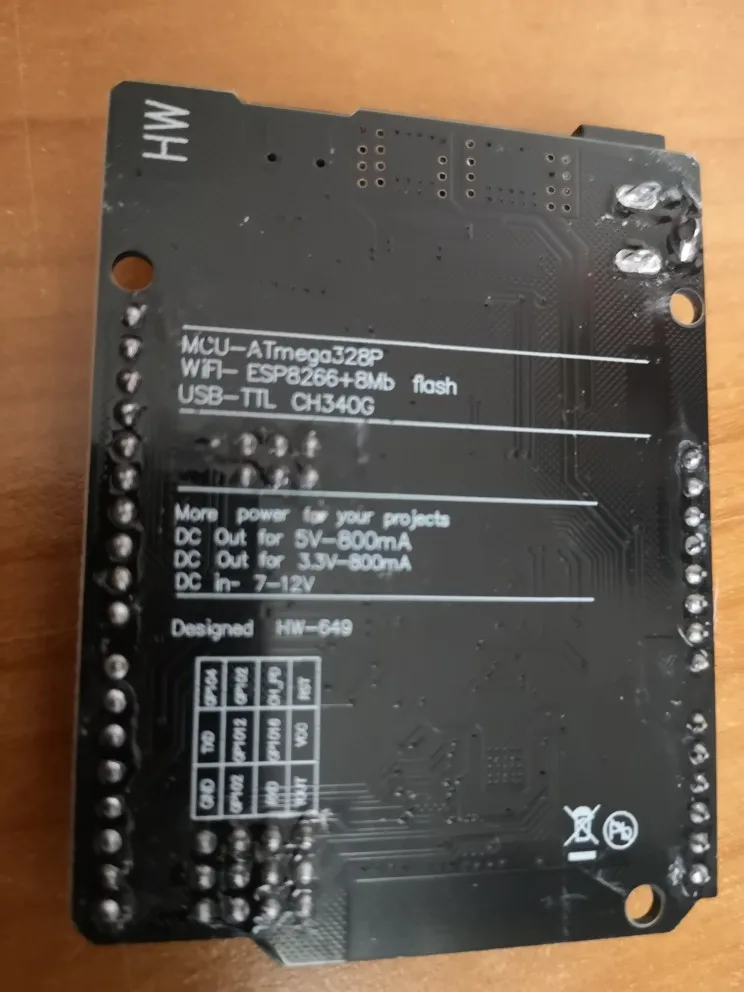 HW
MCU-ATmega328P
WiFI- ESP8266+8Mb flash
USB-TTL CH340G
More power for your projects
DC Out for 5V-800mA
DC Out for 3.3V-800mA
DC in- 7-12V
Designed HW-649
GPIO4 GPIO2 CH_PD RST
TXD GPIO12 GPIO16 VCC
GND GPIO2 RXD TOUT
Pb